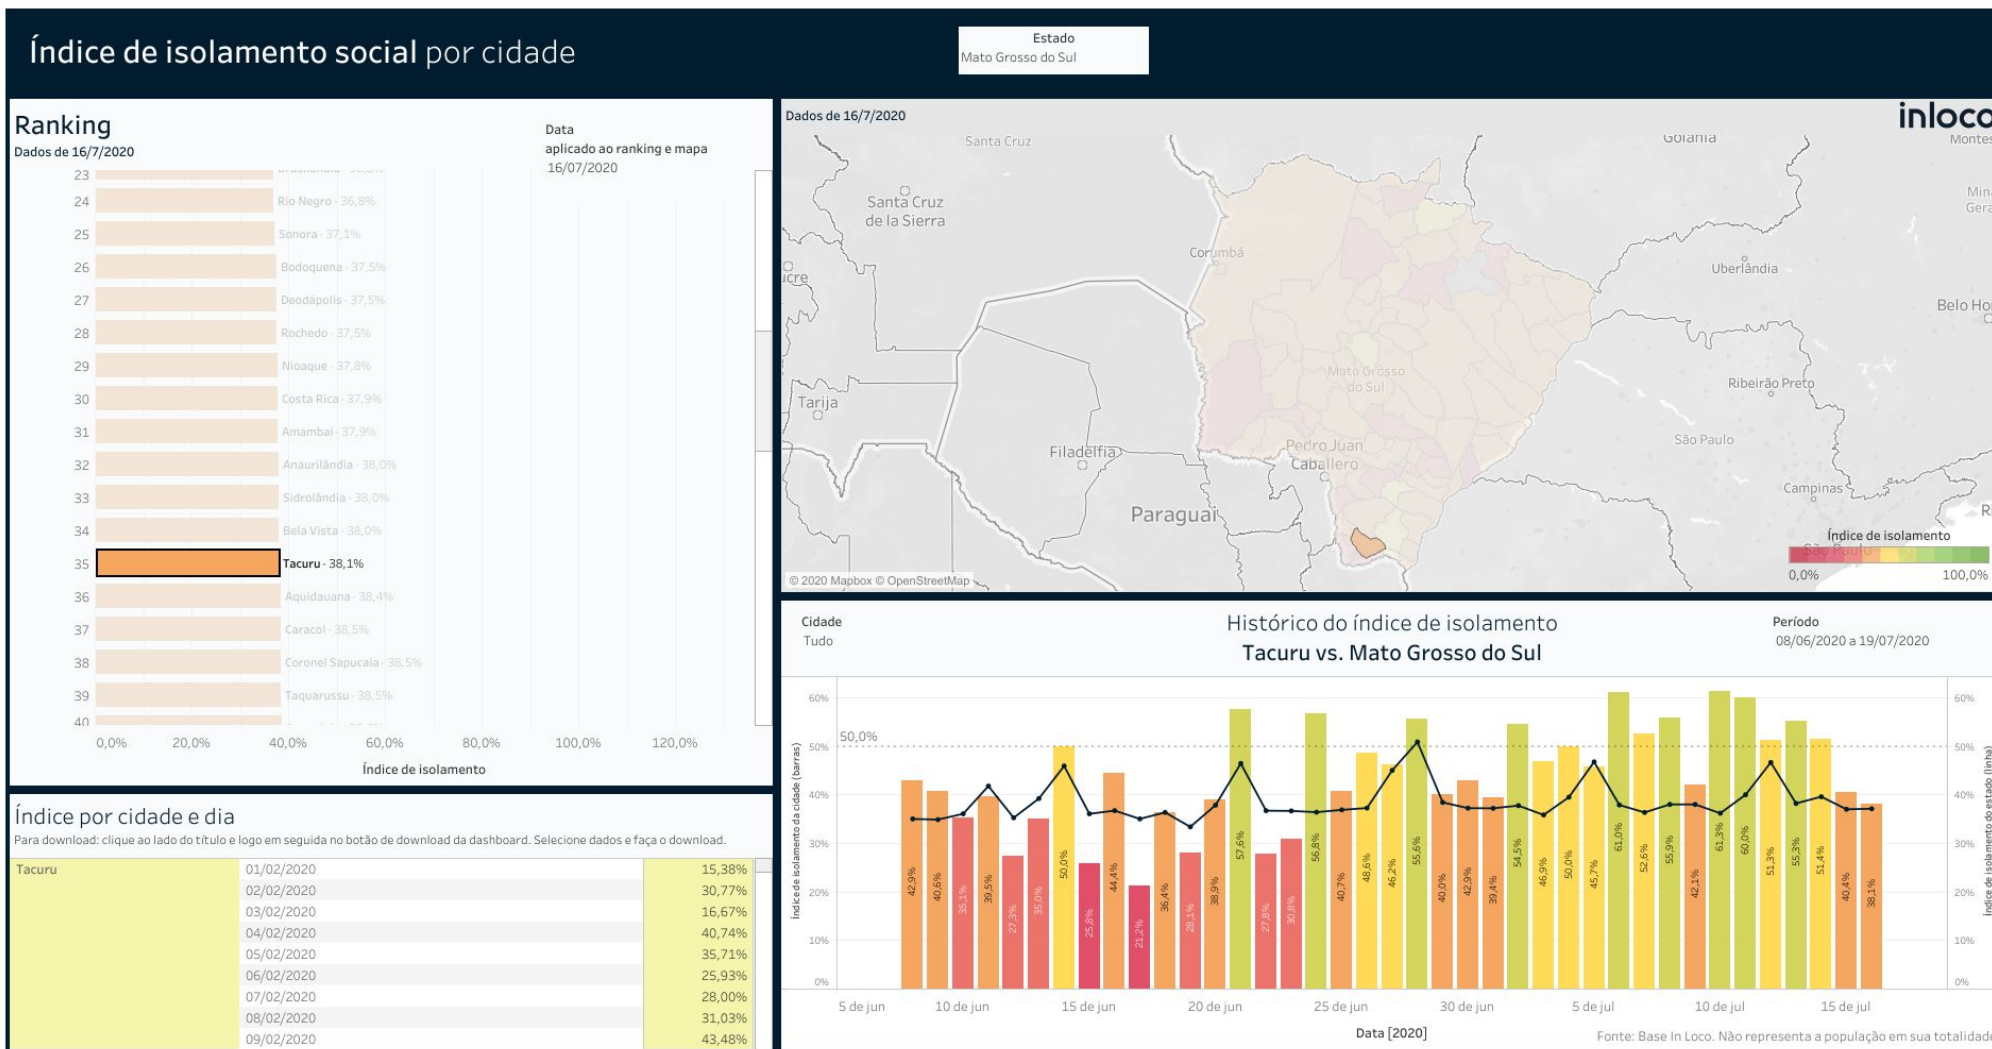 Índice de isolamento social por cidade
Estado
Mato Grosso do Sul
Ranking
Dados de 16/7/2020
Data
aplicado ao ranking e mapa
16/07/2020
23
24 Rio Negro - 36,8%
25 Sonora - 37,1%
26 Bodoquena - 37,5%
27 Deodápolis - 37,5%
28 Rochedo - 37,5%
29 Nioaque - 37,8%
30 Costa Rica - 37,9%
31 Amambai - 37,9%
32 Anaurilândia - 38,0%
33 Sidrolândia - 38,0%
34 Bela Vista - 38,0%
35 Tacuru - 38,1%
36 Aquidauana - 38,4%
37 Caracol - 38,5%
38 Coronel Sapucaia - 38,5%
39 Taquarussu - 38,5%
40
0,0% 20,0% 40,0% 60,0% 80,0% 100,0% 120,0%
Índice de isolamento
Índice por cidade e dia
Para download: clique ao lado do título e logo em seguida no botão de download da dashboard. Selecione dados e faça o download.
Tacuru 01/02/2020 15,38%
02/02/2020 30,77%
03/02/2020 16,67%
04/02/2020 40,74%
05/02/2020 35,71%
06/02/2020 25,93%
07/02/2020 28,00%
08/02/2020 31,03%
09/02/2020 43,48%
Dados de 16/7/2020
inloco
Santa Cruz
Goiânia
Montes
Santa Cruz
de la Sierra
Mina
Gera
Corumbá
Uberlândia
ucre
Belo Ho
Mato Grosso
do Sul
Ribeirão Preto
Tarija
São Paulo
Filadélfia
Pedro Juan
Caballero
Campinas
Paraguai
Ri
Índice de isolamento
São Paulo
0,0% 100,0%
© 2020 Mapbox © OpenStreetMap
Cidade
Tudo
Histórico do índice de isolamento
Tacuru vs. Mato Grosso do Sul
Período
08/06/2020 a 19/07/2020
Índice de isolamento da cidade (barras)
60%
50%
40%
30%
20%
10%
0%
50,0%
42,9%
40,6%
35,1%
39,5%
27,3%
35,0%
50,0%
25,8%
44,4%
21,2%
36,4%
28,1%
38,9%
57,6%
27,8%
30,8%
56,8%
40,7%
48,6%
46,2%
55,6%
40,0%
42,9%
39,4%
54,5%
46,9%
50,0%
45,7%
61,0%
52,6%
55,9%
42,1%
61,3%
60,0%
51,3%
55,3%
51,4%
40,4%
38,1%
60%
50%
40%
30%
20%
10%
0%
Índice de isolamento do estado (linha)
5 de jun 10 de jun 15 de jun 20 de jun 25 de jun 30 de jun 5 de jul 10 de jul 15 de jul
Data [2020]
Fonte: Base In Loco. Não representa a população em sua totalidade